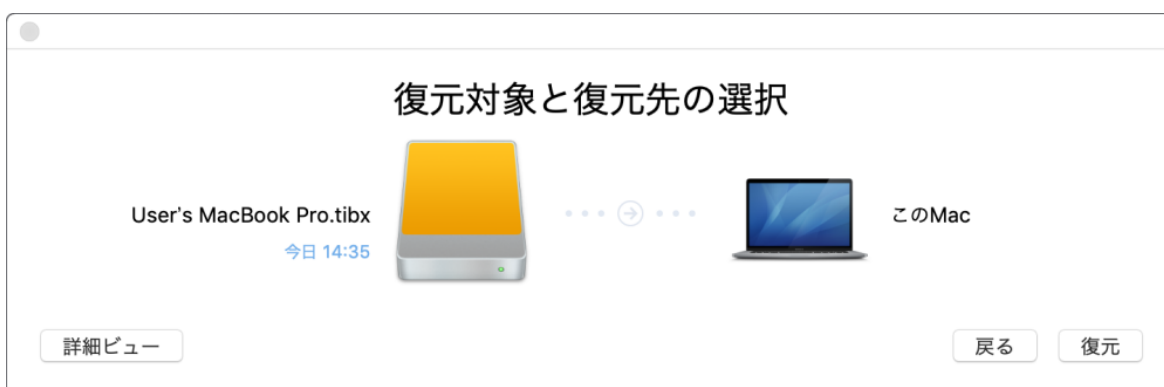 復元対象と復元先の選択
User's MacBook Pro.tibx
今日 14:35
このMac
詳細ビュー
戻る
復元